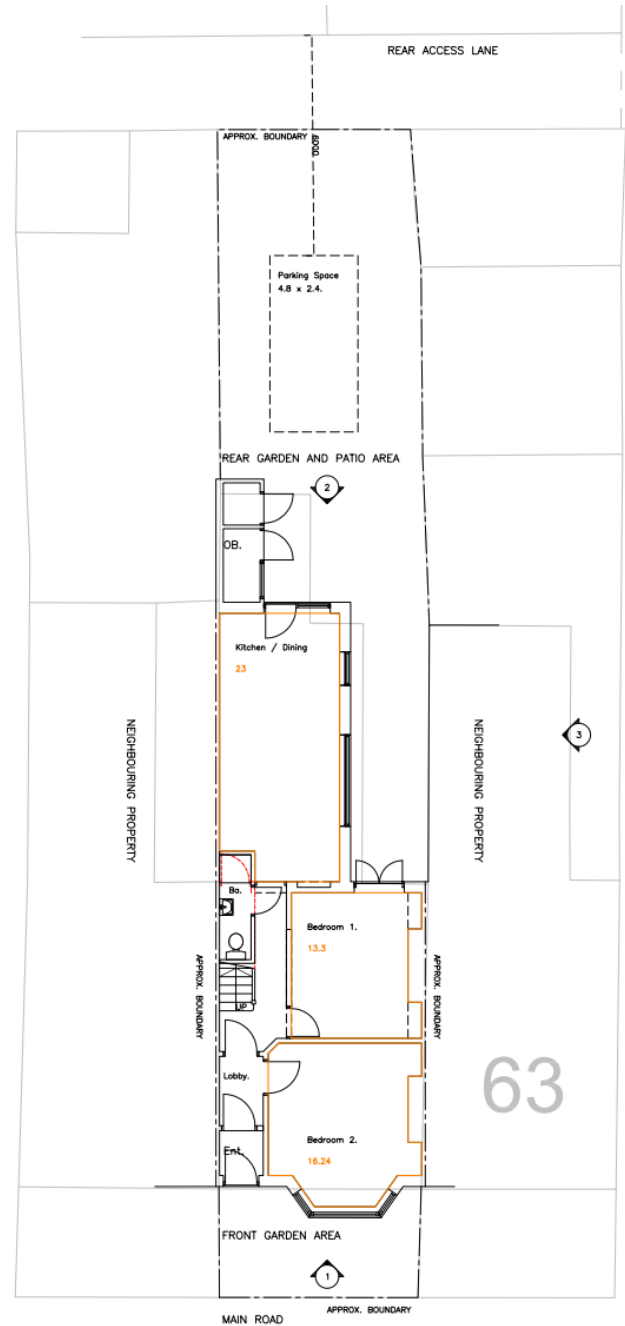 REAR ACCESS LANE
APPROX. BOUNDARY
6000
Parking Space
4.8 x 2.4.
REAR GARDEN AND PATIO AREA
2
OB.
Kitchen / Dining
23
NEIGHBOURING PROPERTY
NEIGHBOURING PROPERTY
3
Ba.
Bedroom 1.
13.3
APPROX. BOUNDARY
APPROX. BOUNDARY
UP
Lobby.
63
Ent.
Bedroom 2.
16.24
FRONT GARDEN AREA
1
APPROX. BOUNDARY
MAIN ROAD